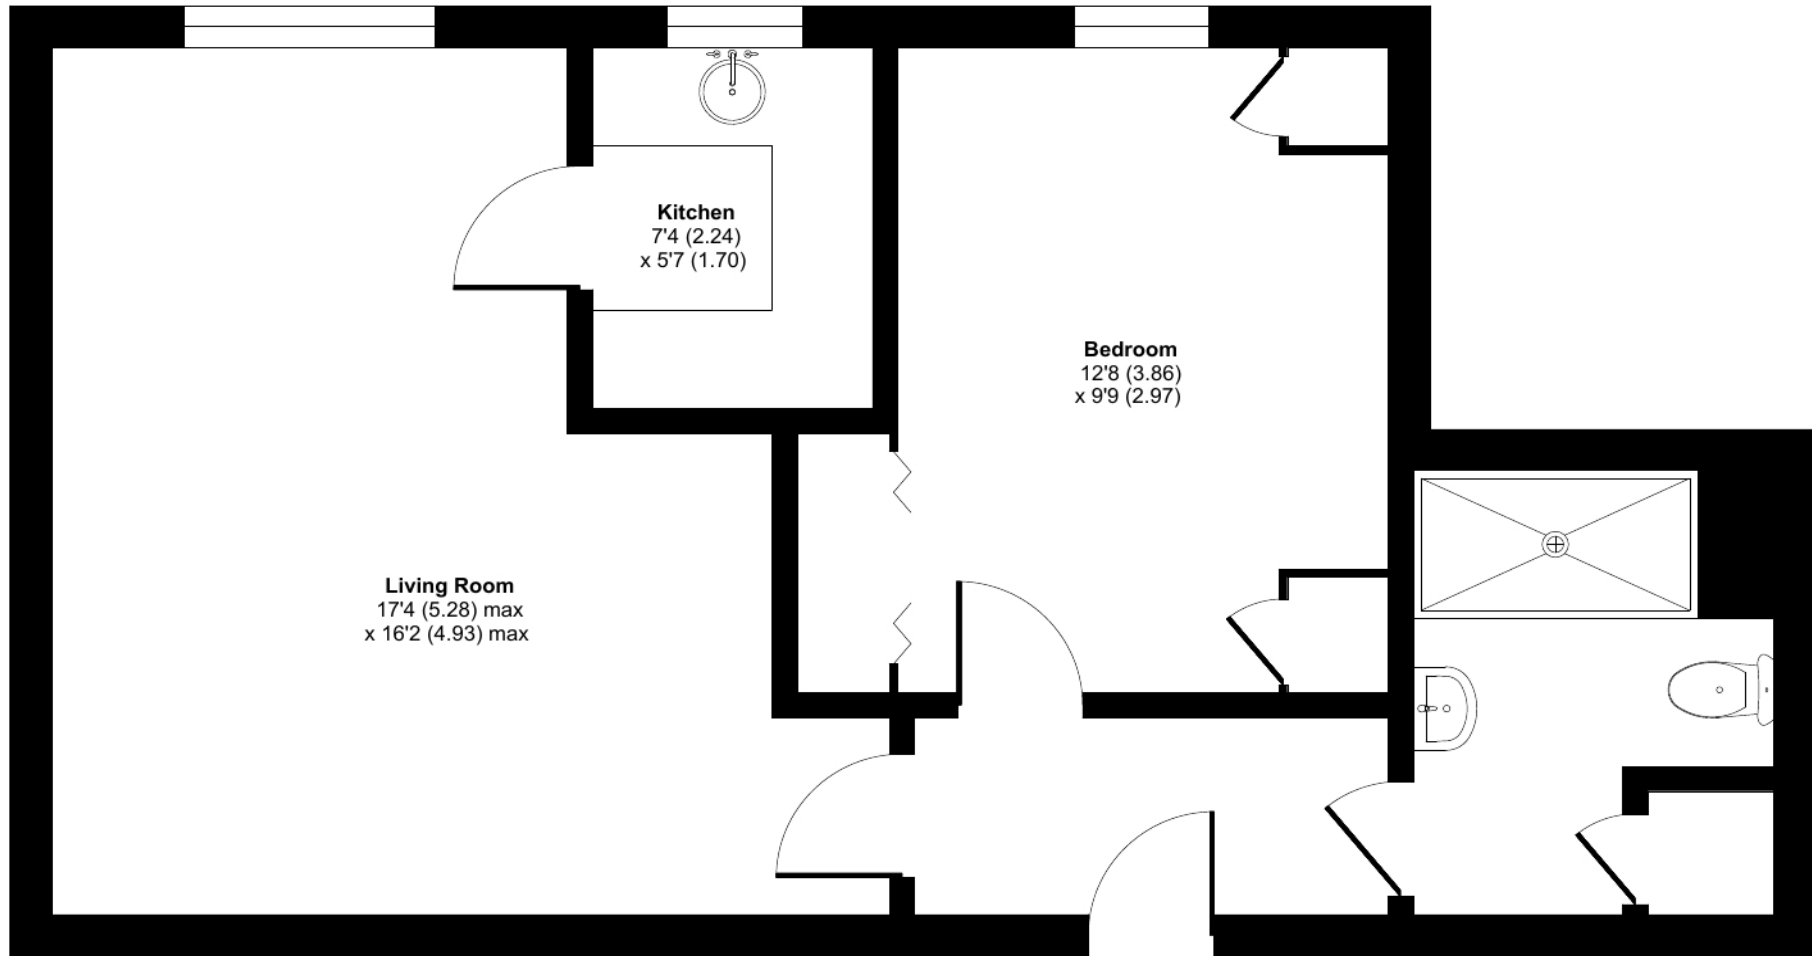 Kitchen
7'4 (2.24)
x 5'7 (1.70)
Bedroom
12'8 (3.86)
x 9'9 (2.97)
Living Room
17'4 (5.28) max
x 16'2 (4.93) max